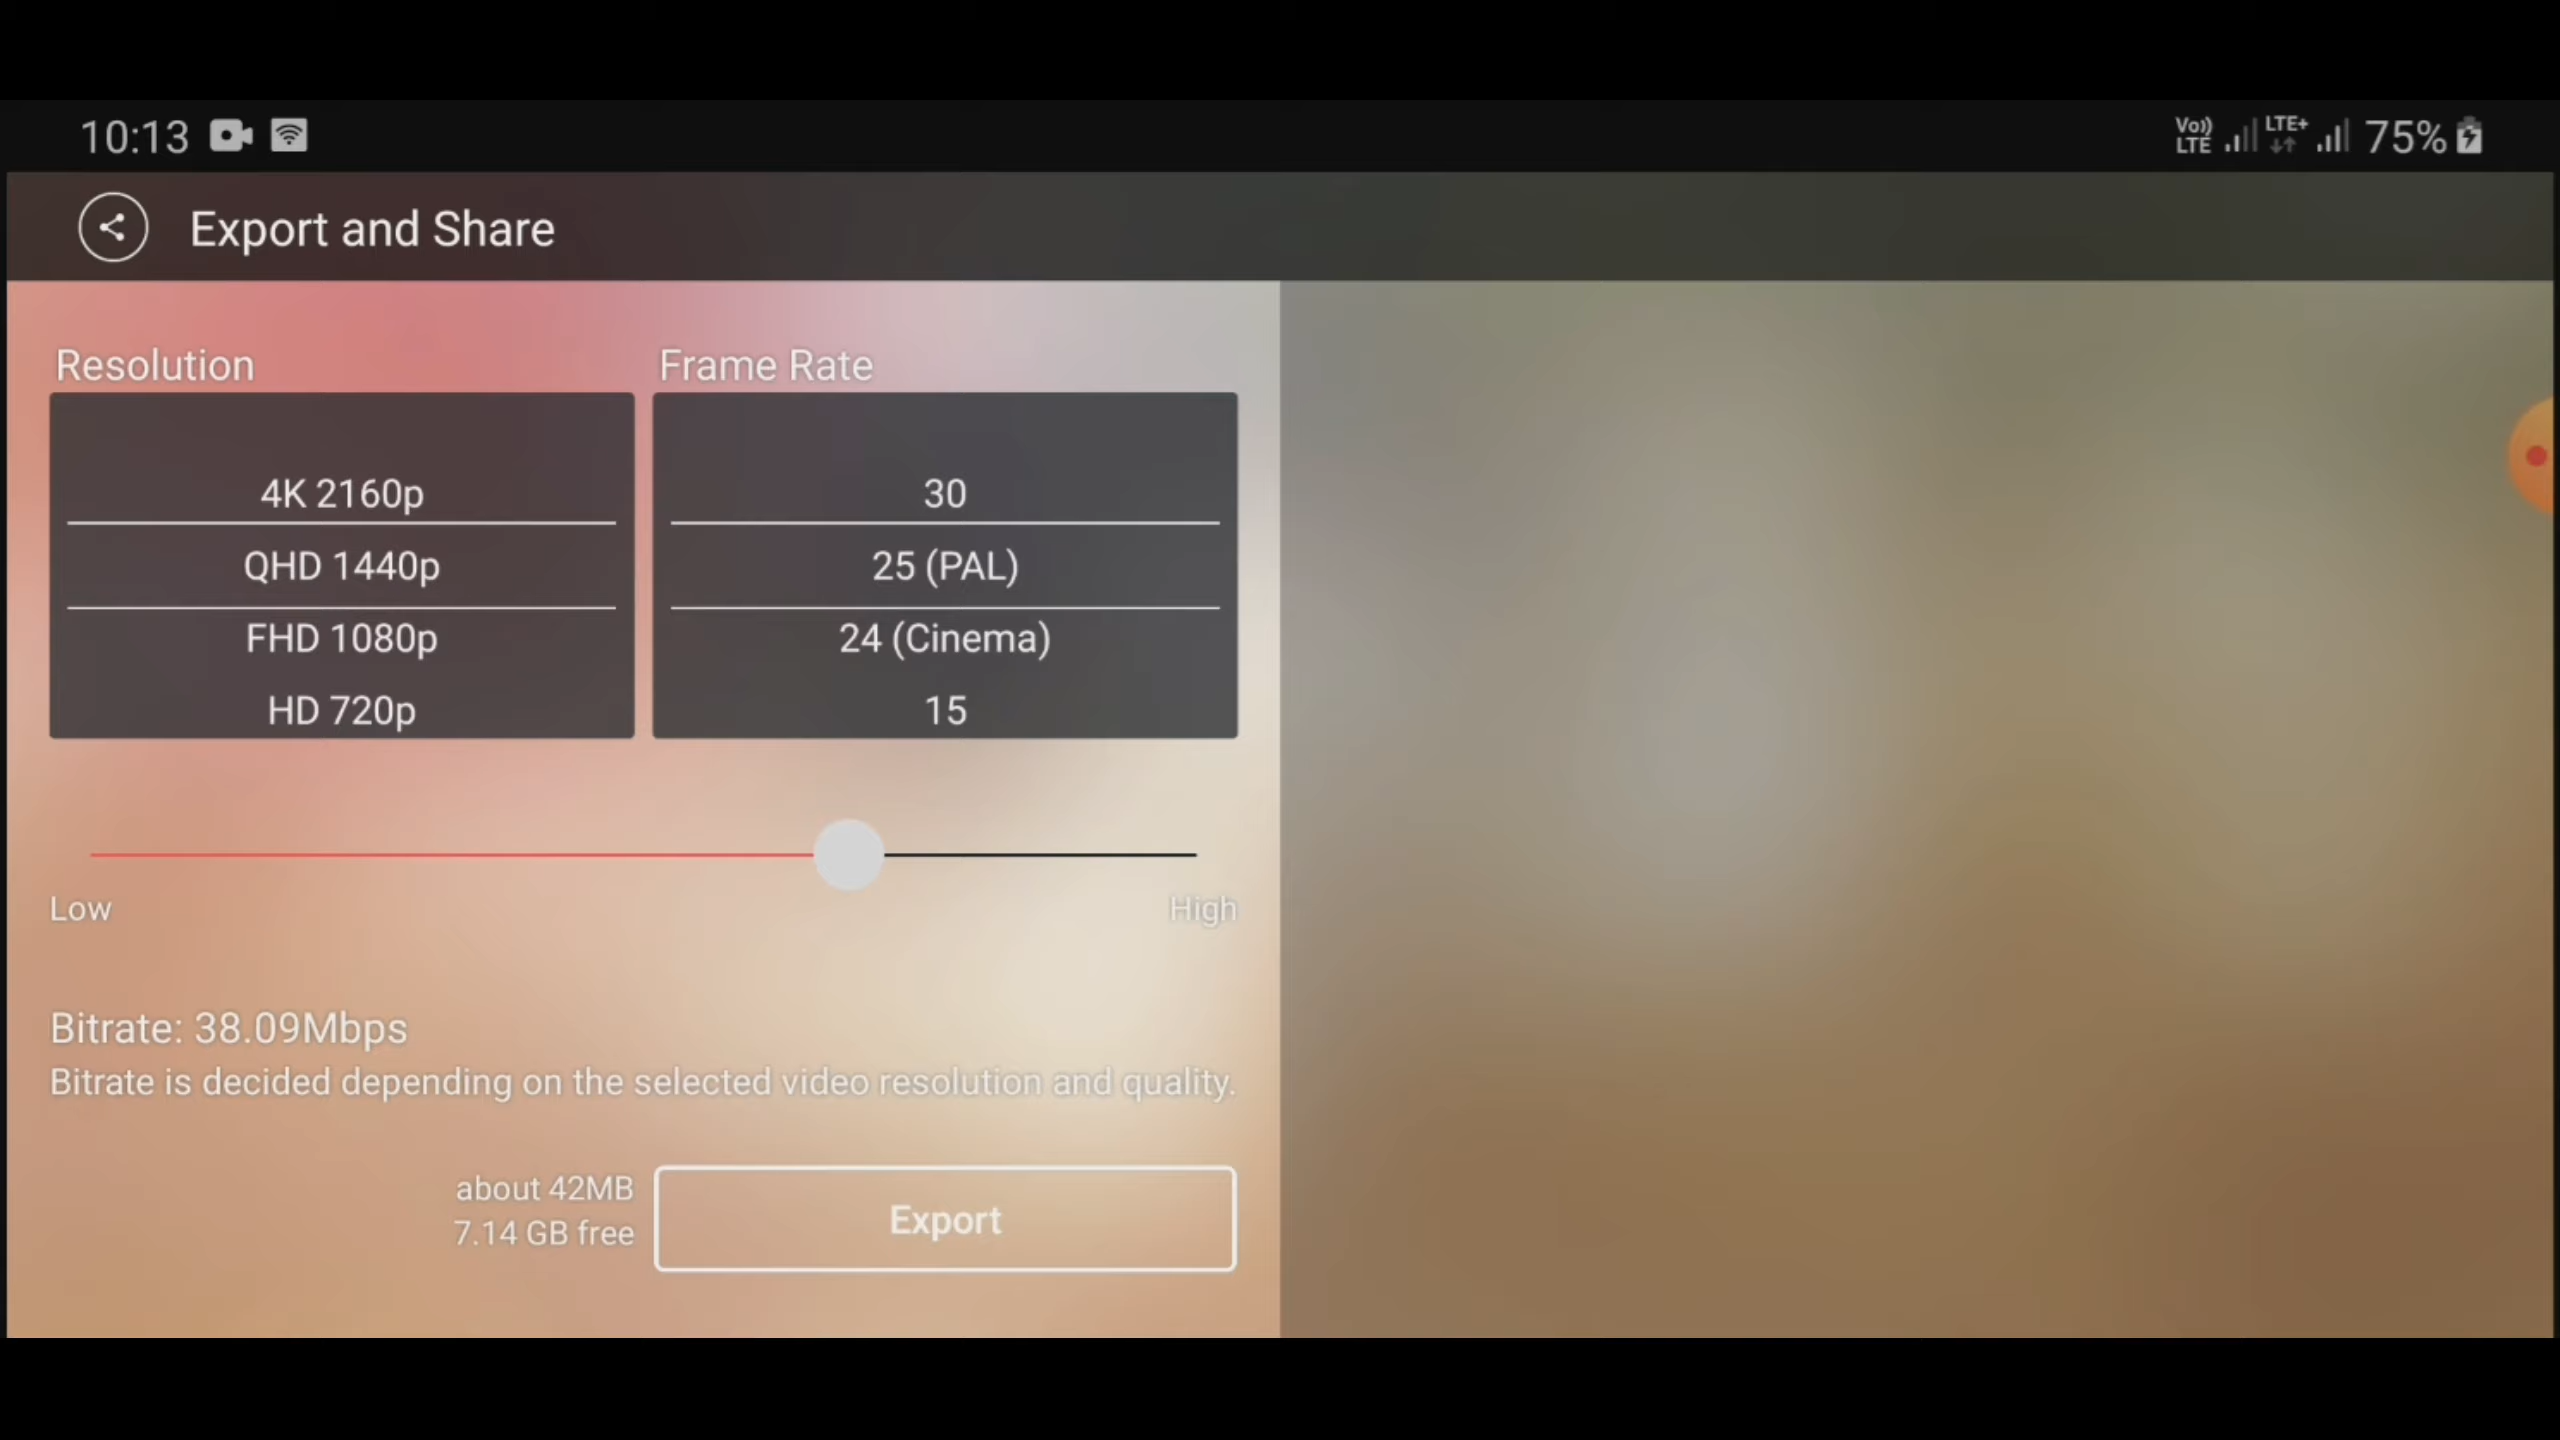 10:13
Vo)) LTE LTE+ 75%
Export and Share
Resolution
Frame Rate
4K 2160p
30
QHD 1440p
25 (PAL)
FHD 1080p
24 (Cinema)
HD 720p
15
Low
High
Bitrate: 38.09Mbps
Bitrate is decided depending on the selected video resolution and quality.
about 42MB
7.14 GB free
Export